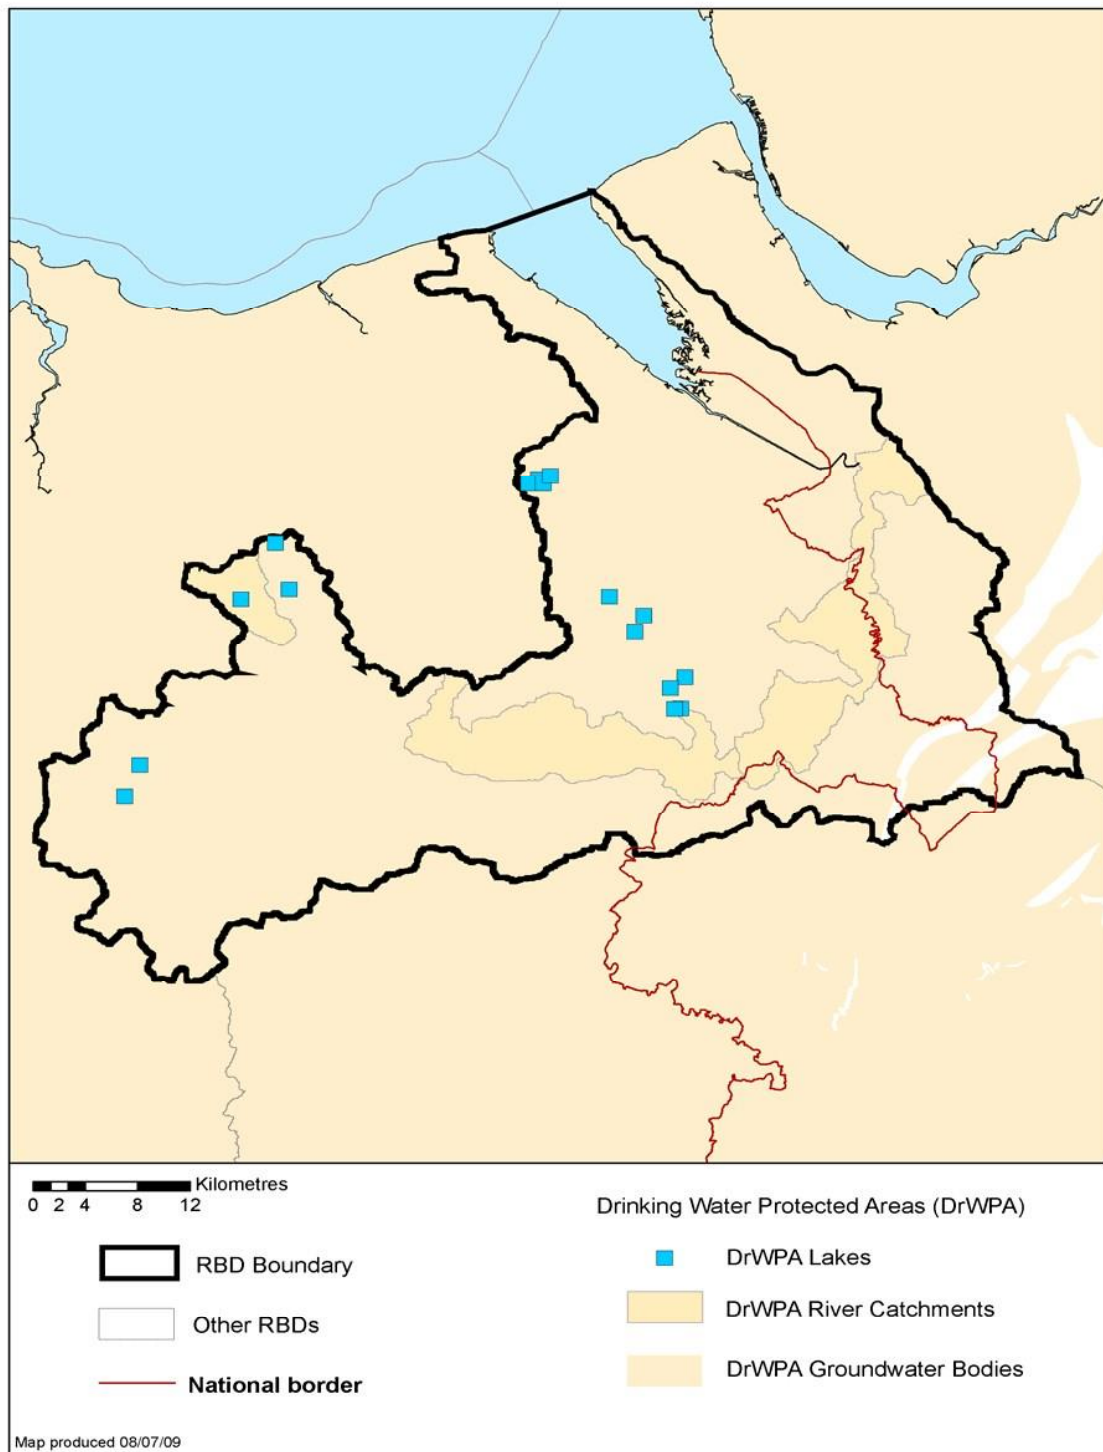 Kilometres
0 2 4 8 12
RBD Boundary
Other RBDs
National border
Drinking Water Protected Areas (DrWPA)
DrWPA Lakes
DrWPA River Catchments
DrWPA Groundwater Bodies
Map produced 08/07/09